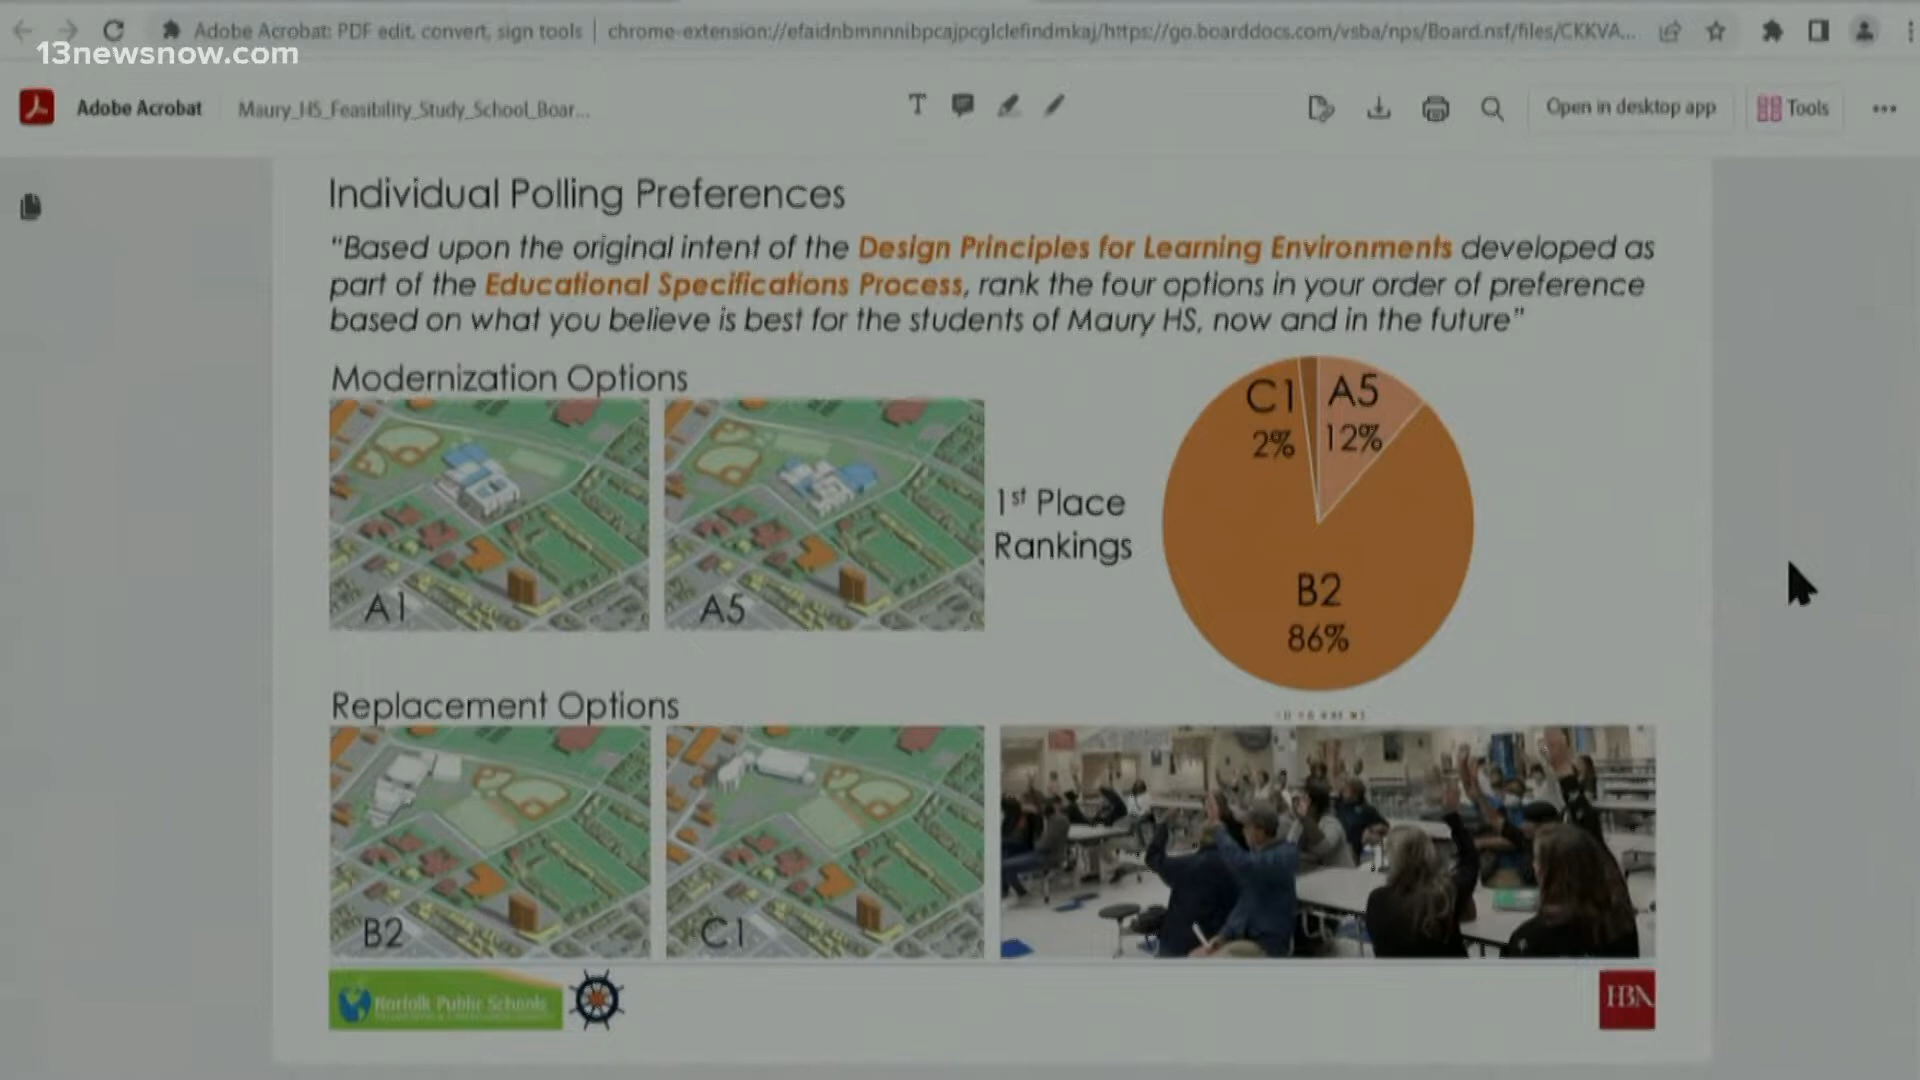 Adobe Acrobat: PDF edit, convert, sign tools | chrome-extension://efaidnbmnnnibpcajpcglclefindmkaj/https://go.boarddocs.com/vsba/nps/Board.nsf/files/CKKVA...
13newsnow.com
Adobe Acrobat Maury_HS_Feasibility_Study_School_Boar... T Open in desktop app Tools
Individual Polling Preferences
"Based upon the original intent of the Design Principles for Learning Environments developed as
part of the Educational Specifications Process, rank the four options in your order of preference
based on what you believe is best for the students of Maury HS, now and in the future"
Modernization Options
A1
A5
1st Place
Rankings
C1
2%
A5
12%
B2
86%
Replacement Options
B2
C1
Norfolk Public Schools
HBA